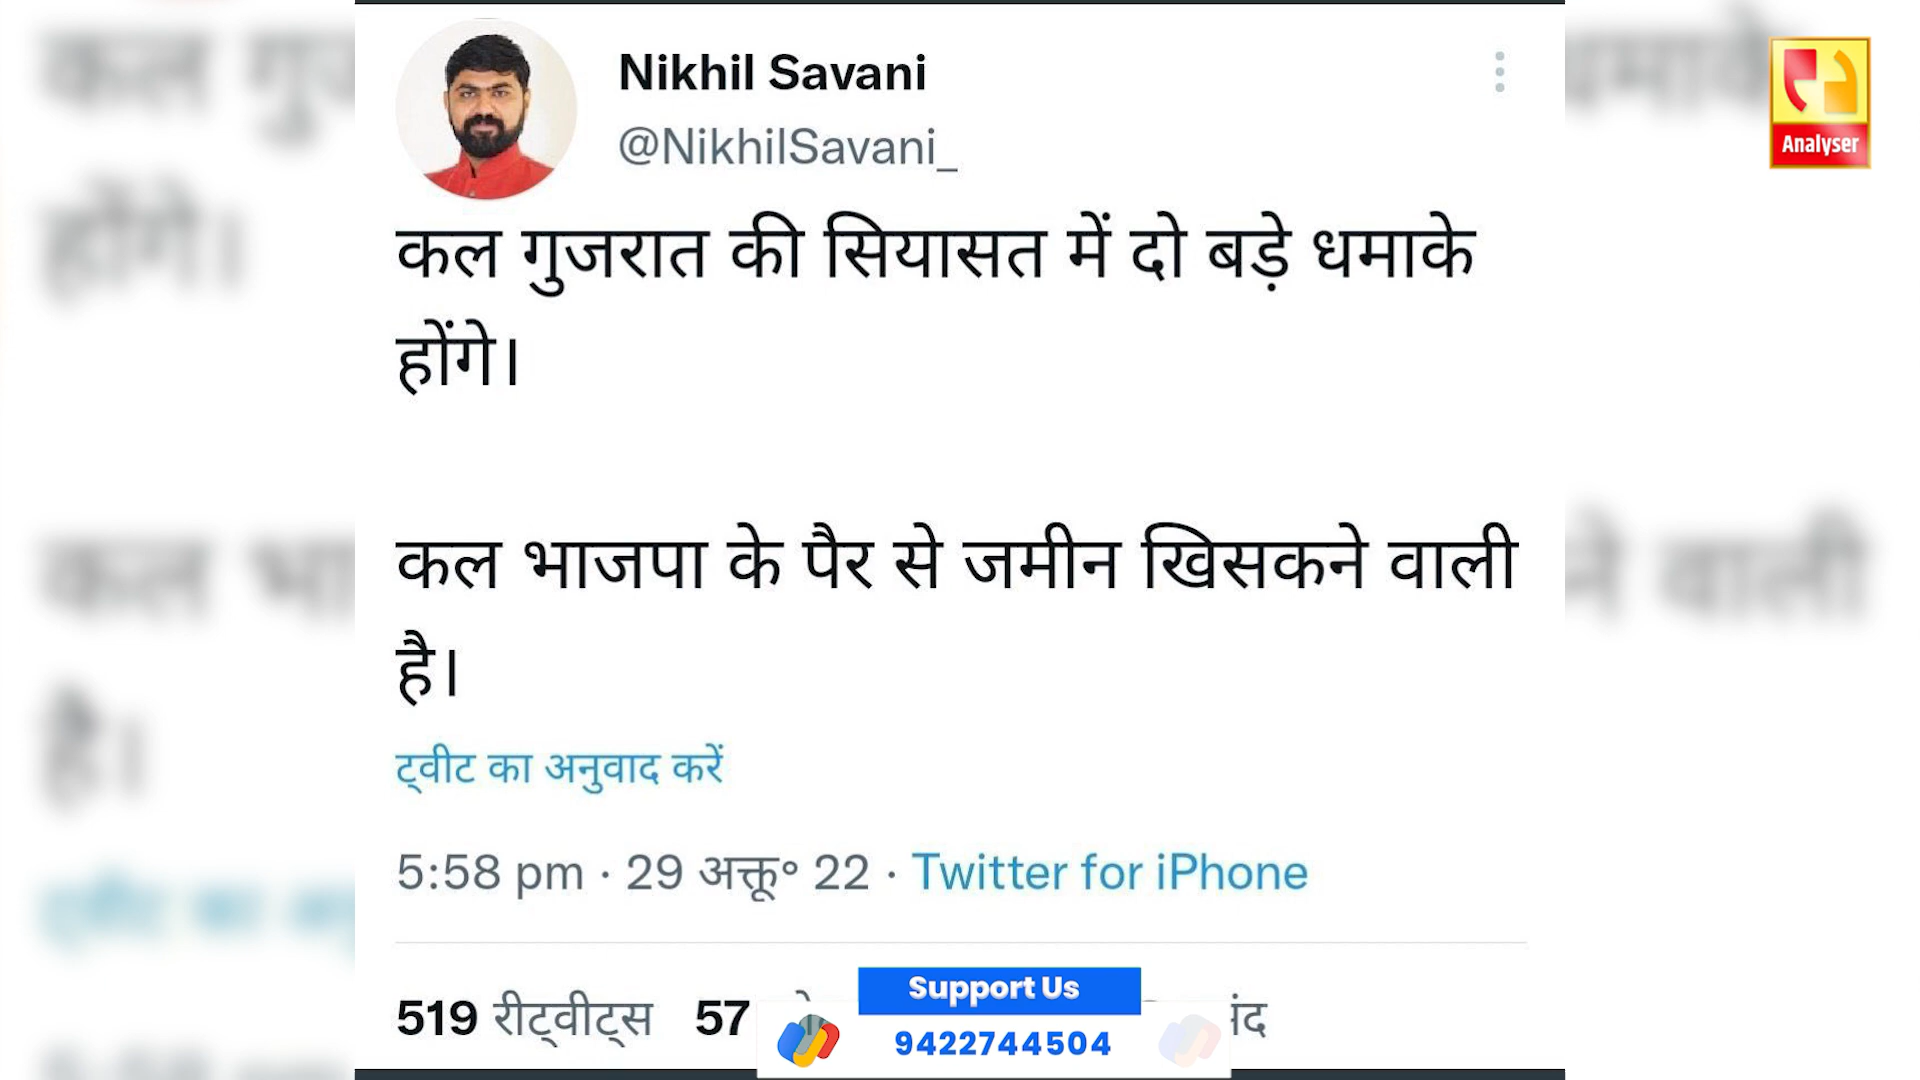 Nikhil Savani
@NikhilSavani_
Analyser
कल गुजरात की सियासत में दो बड़े धमाके
होंगे।
कल भाजपा के पैर से जमीन खिसकने वाली
है।
ट्वीट का अनुवाद करें
5:58 pm · 29 अक्तू॰ 22 · Twitter for iPhone
519 रीट्वीट्स 57
Support Us
9422744504